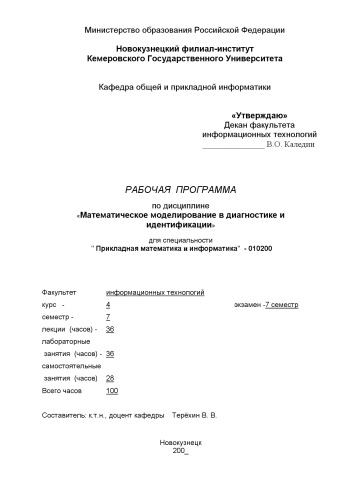 Министерство образования Российской Федерации
Новокузнецкий филиал-институт
Кемеровского Государственного Университета
Кафедра общей и прикладной информатики
«Утверждаю»
Декан факультета
информационных технологий
_______________ В.О. Каледин
РАБОЧАЯ ПРОГРАММА
по дисциплине
«Математическое моделирование в диагностике и
идентификации»
для специальности
" Прикладная математика и информатика" - 010200
Факультет информационных технологий
курс - 4 экзамен -7 семестр
семестр - 7
лекции (часов) - 36
лабораторные
занятия (часов) - 36
самостоятельные
занятия (часов) 28
Всего часов 100
Составитель: к.т.н., доцент кафедры Терёхин В. В.
Новокузнецк
200_